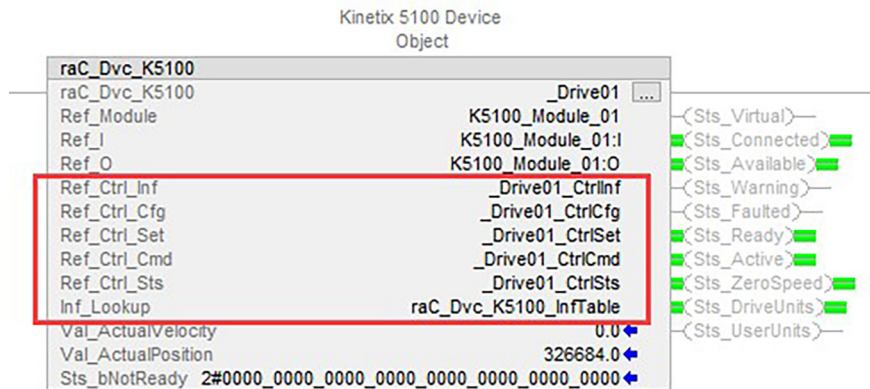 Kinetix 5100 Device
Object
raC_Dvc_K5100
raC_Dvc_K5100 _Drive01 ...
Ref_Module K5100_Module_01 (Sts_Virtual)
Ref_I K5100_Module_01:I (Sts_Connected)
Ref_O K5100_Module_01:O (Sts_Available)
Ref_Ctrl_Inf _Drive01_CtrlInf (Sts_Warning)
Ref_Ctrl_Cfg _Drive01_CtrlCfg (Sts_Faulted)
Ref_Ctrl_Set _Drive01_CtrlSet (Sts_Ready)
Ref_Ctrl_Cmd _Drive01_CtrlCmd (Sts_Active)
Ref_Ctrl_Sts _Drive01_CtrlSts (Sts_ZeroSpeed)
Inf_Lookup raC_Dvc_K5100_InfTable (Sts_DriveUnits)
Val_ActualVelocity 0.0 (Sts_UserUnits)
Val_ActualPosition 326684.0
Sts_bNotReady 2#0000_0000_0000_0000_0000_0000_0000_0000